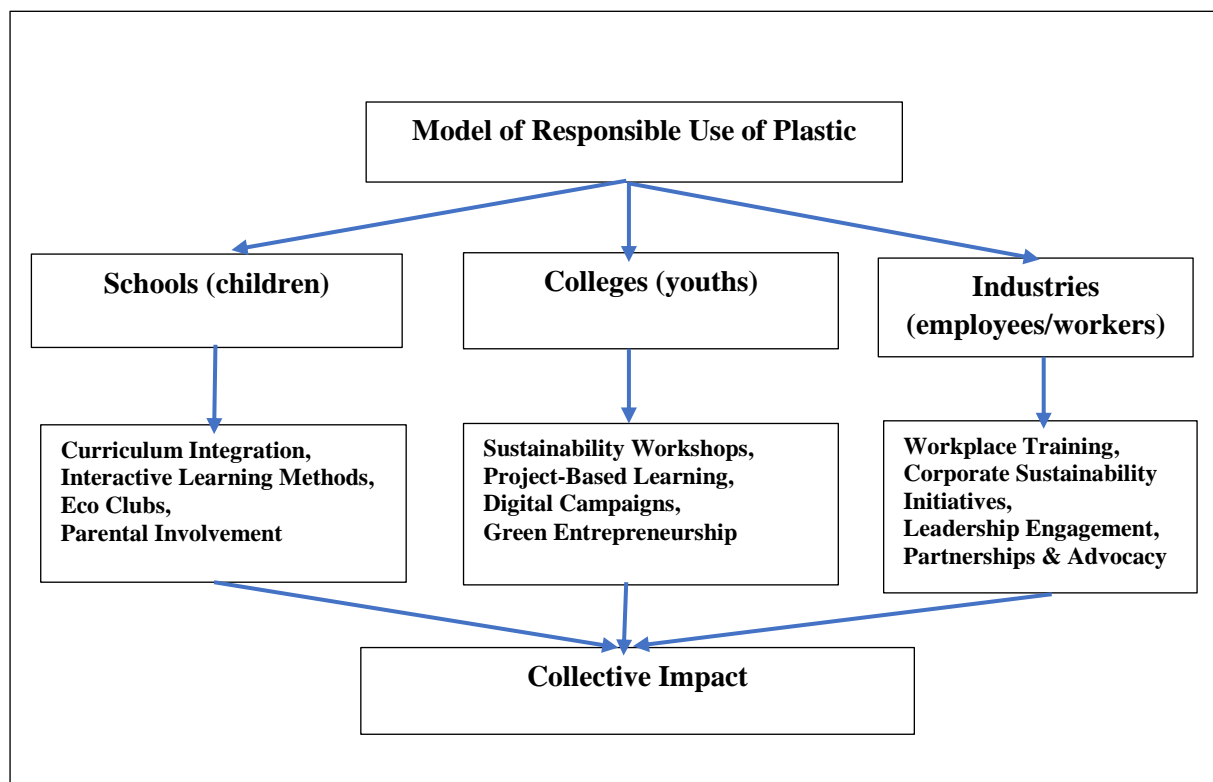 Model of Responsible Use of Plastic
Schools (children)
Colleges (youths)
Industries
(employees/workers)
Curriculum Integration,
Interactive Learning Methods,
Eco Clubs,
Parental Involvement
Sustainability Workshops,
Project-Based Learning,
Digital Campaigns,
Green Entrepreneurship
Workplace Training,
Corporate Sustainability
Initiatives,
Leadership Engagement,
Partnerships & Advocacy
Collective Impact